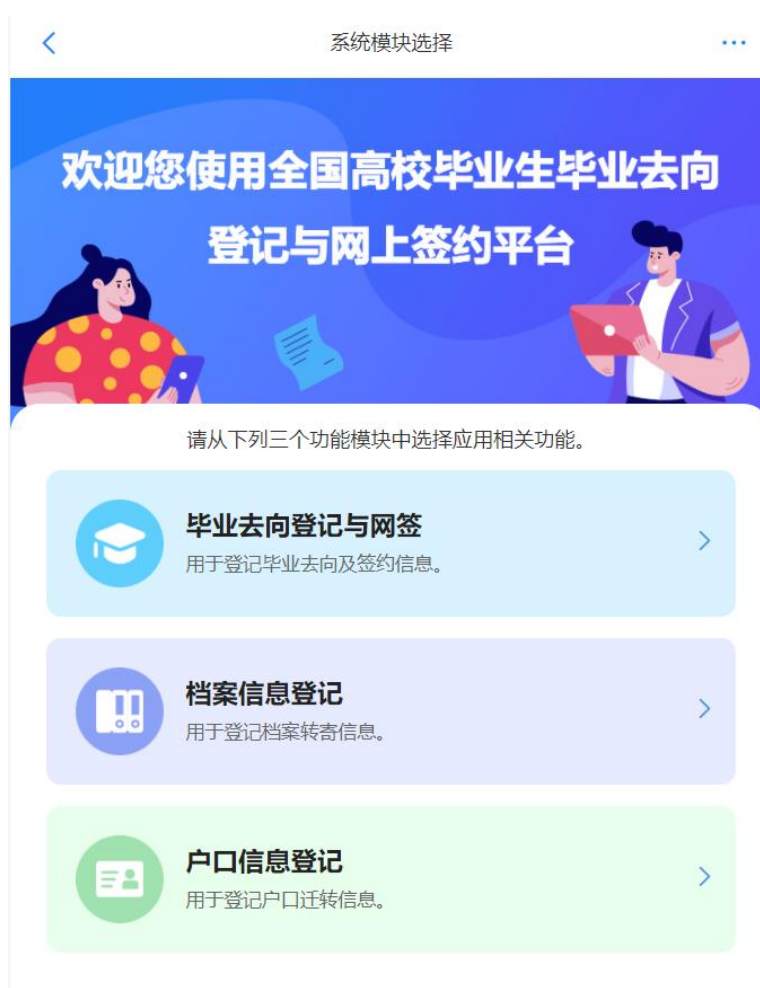 系统模块选择
欢迎您使用全国高校毕业生毕业去向
登记与网上签约平台
请从下列三个功能模块中选择应用相关功能。
毕业去向登记与网签
用于登记毕业去向及签约信息。
档案信息登记
用于登记档案转寄信息。
户口信息登记
用于登记户口迁转信息。